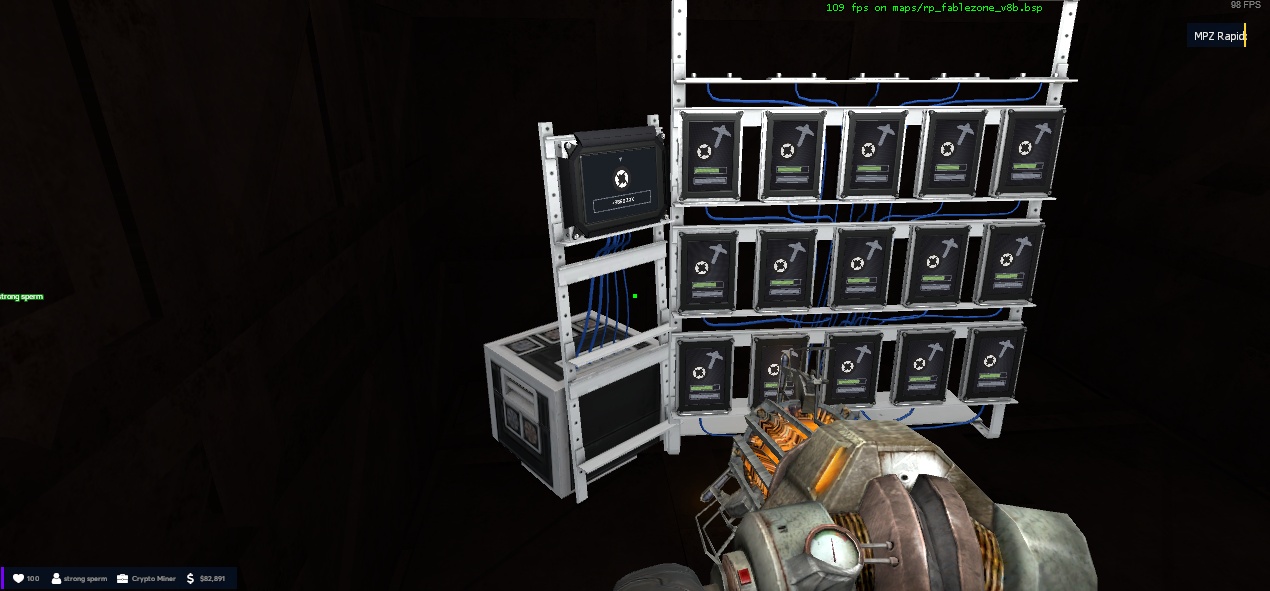 109 fps on maps/rp_fablezone_v8b.bsp
98 FPS
MPZ Rapid
strong sperm
100
strong sperm
Crypto Miner
$82,891